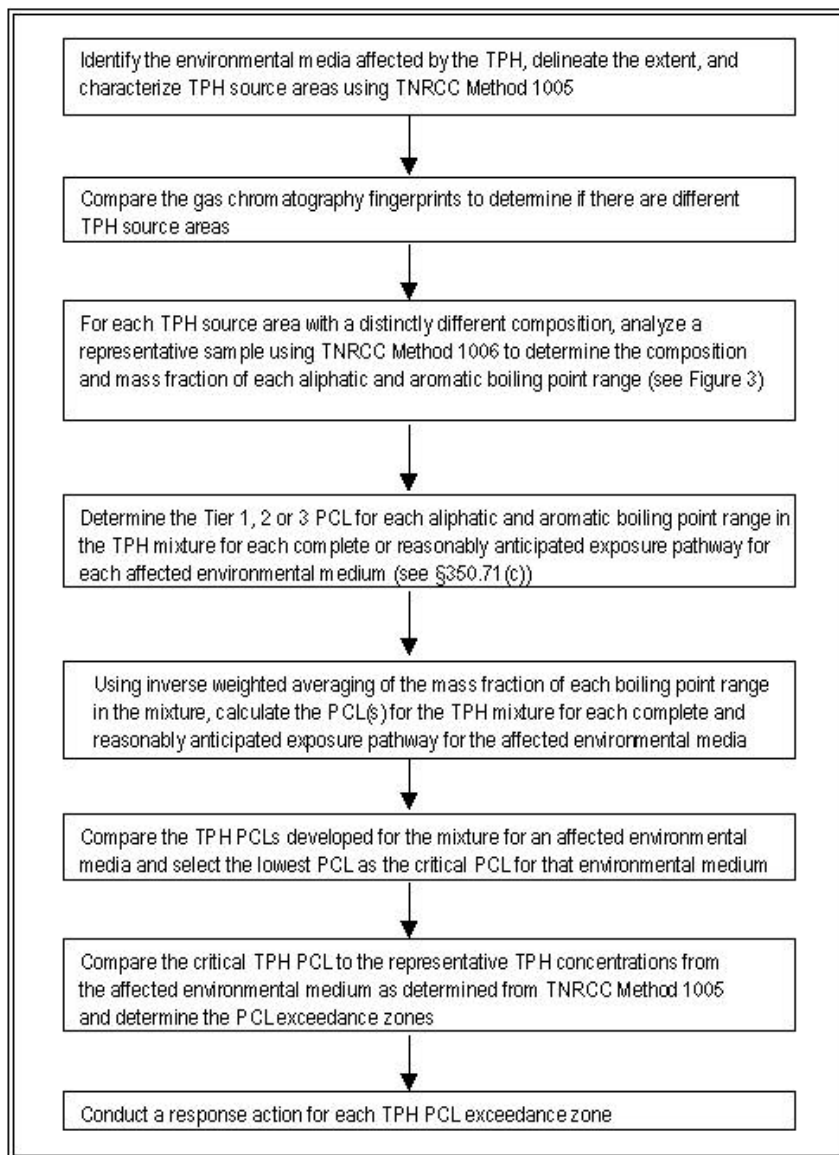 Identify the environmental media affected by the TPH, delineate the extent, and
characterize TPH source areas using TNRCC Method 1005
Compare the gas chromatography fingerprints to determine if there are different
TPH source areas
For each TPH source area with a distinctly different composition, analyze a
representative sample using TNRCC Method 1006 to determine the composition
and mass fraction of each aliphatic and aromatic boiling point range (see Figure 3)
Determine the Tier 1, 2 or 3 PCL for each aliphatic and aromatic boiling point range in
the TPH mixture for each complete or reasonably anticipated exposure pathway for
each affected environmental medium (see §350.71(c))
Using inverse weighted averaging of the mass fraction of each boiling point range
in the mixture, calculate the PCL(s) for the TPH mixture for each complete and
reasonably anticipated exposure pathway for the affected environmental media
Compare the TPH PCLs developed for the mixture for an affected environmental
media and select the lowest PCL as the critical PCL for that environmental medium
Compare the critical TPH PCL to the representative TPH concentrations from
the affected environmental medium as determined from TNRCC Method 1005
and determine the PCL exceedance zones
Conduct a response action for each TPH PCL exceedance zone